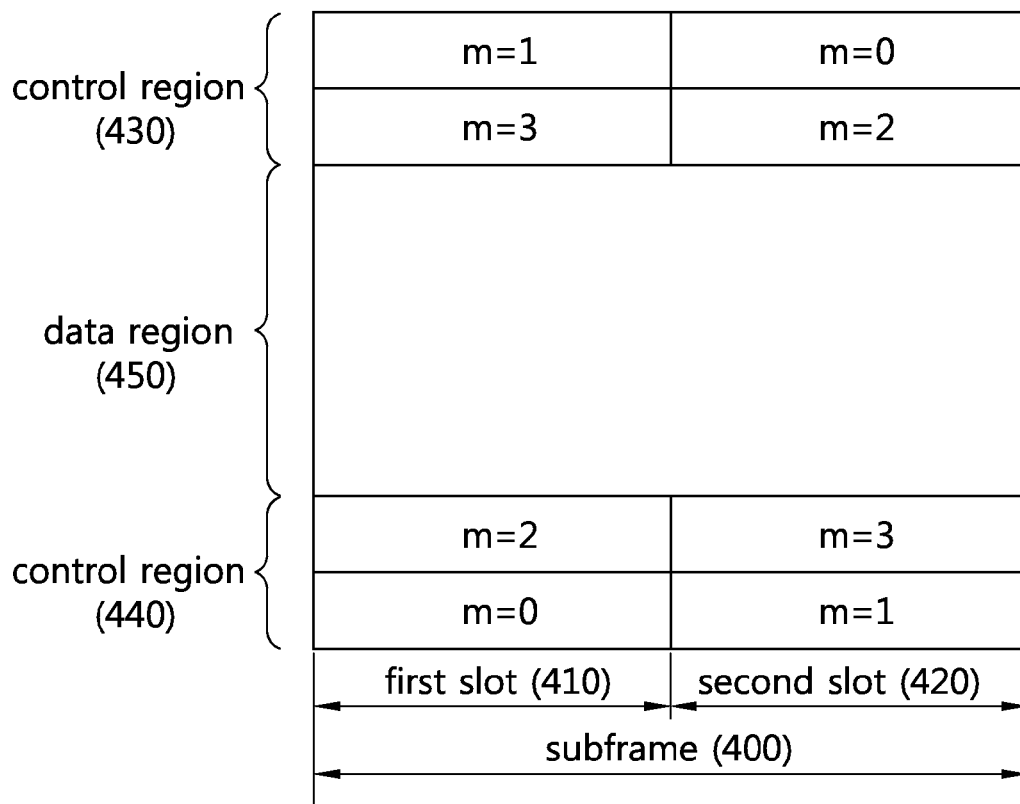 m=1 m=0
control region
(430)
m=3 m=2
data region
(450)
m=2 m=3
control region
(440)
m=0 m=1
first slot (410) second slot (420)
subframe (400)